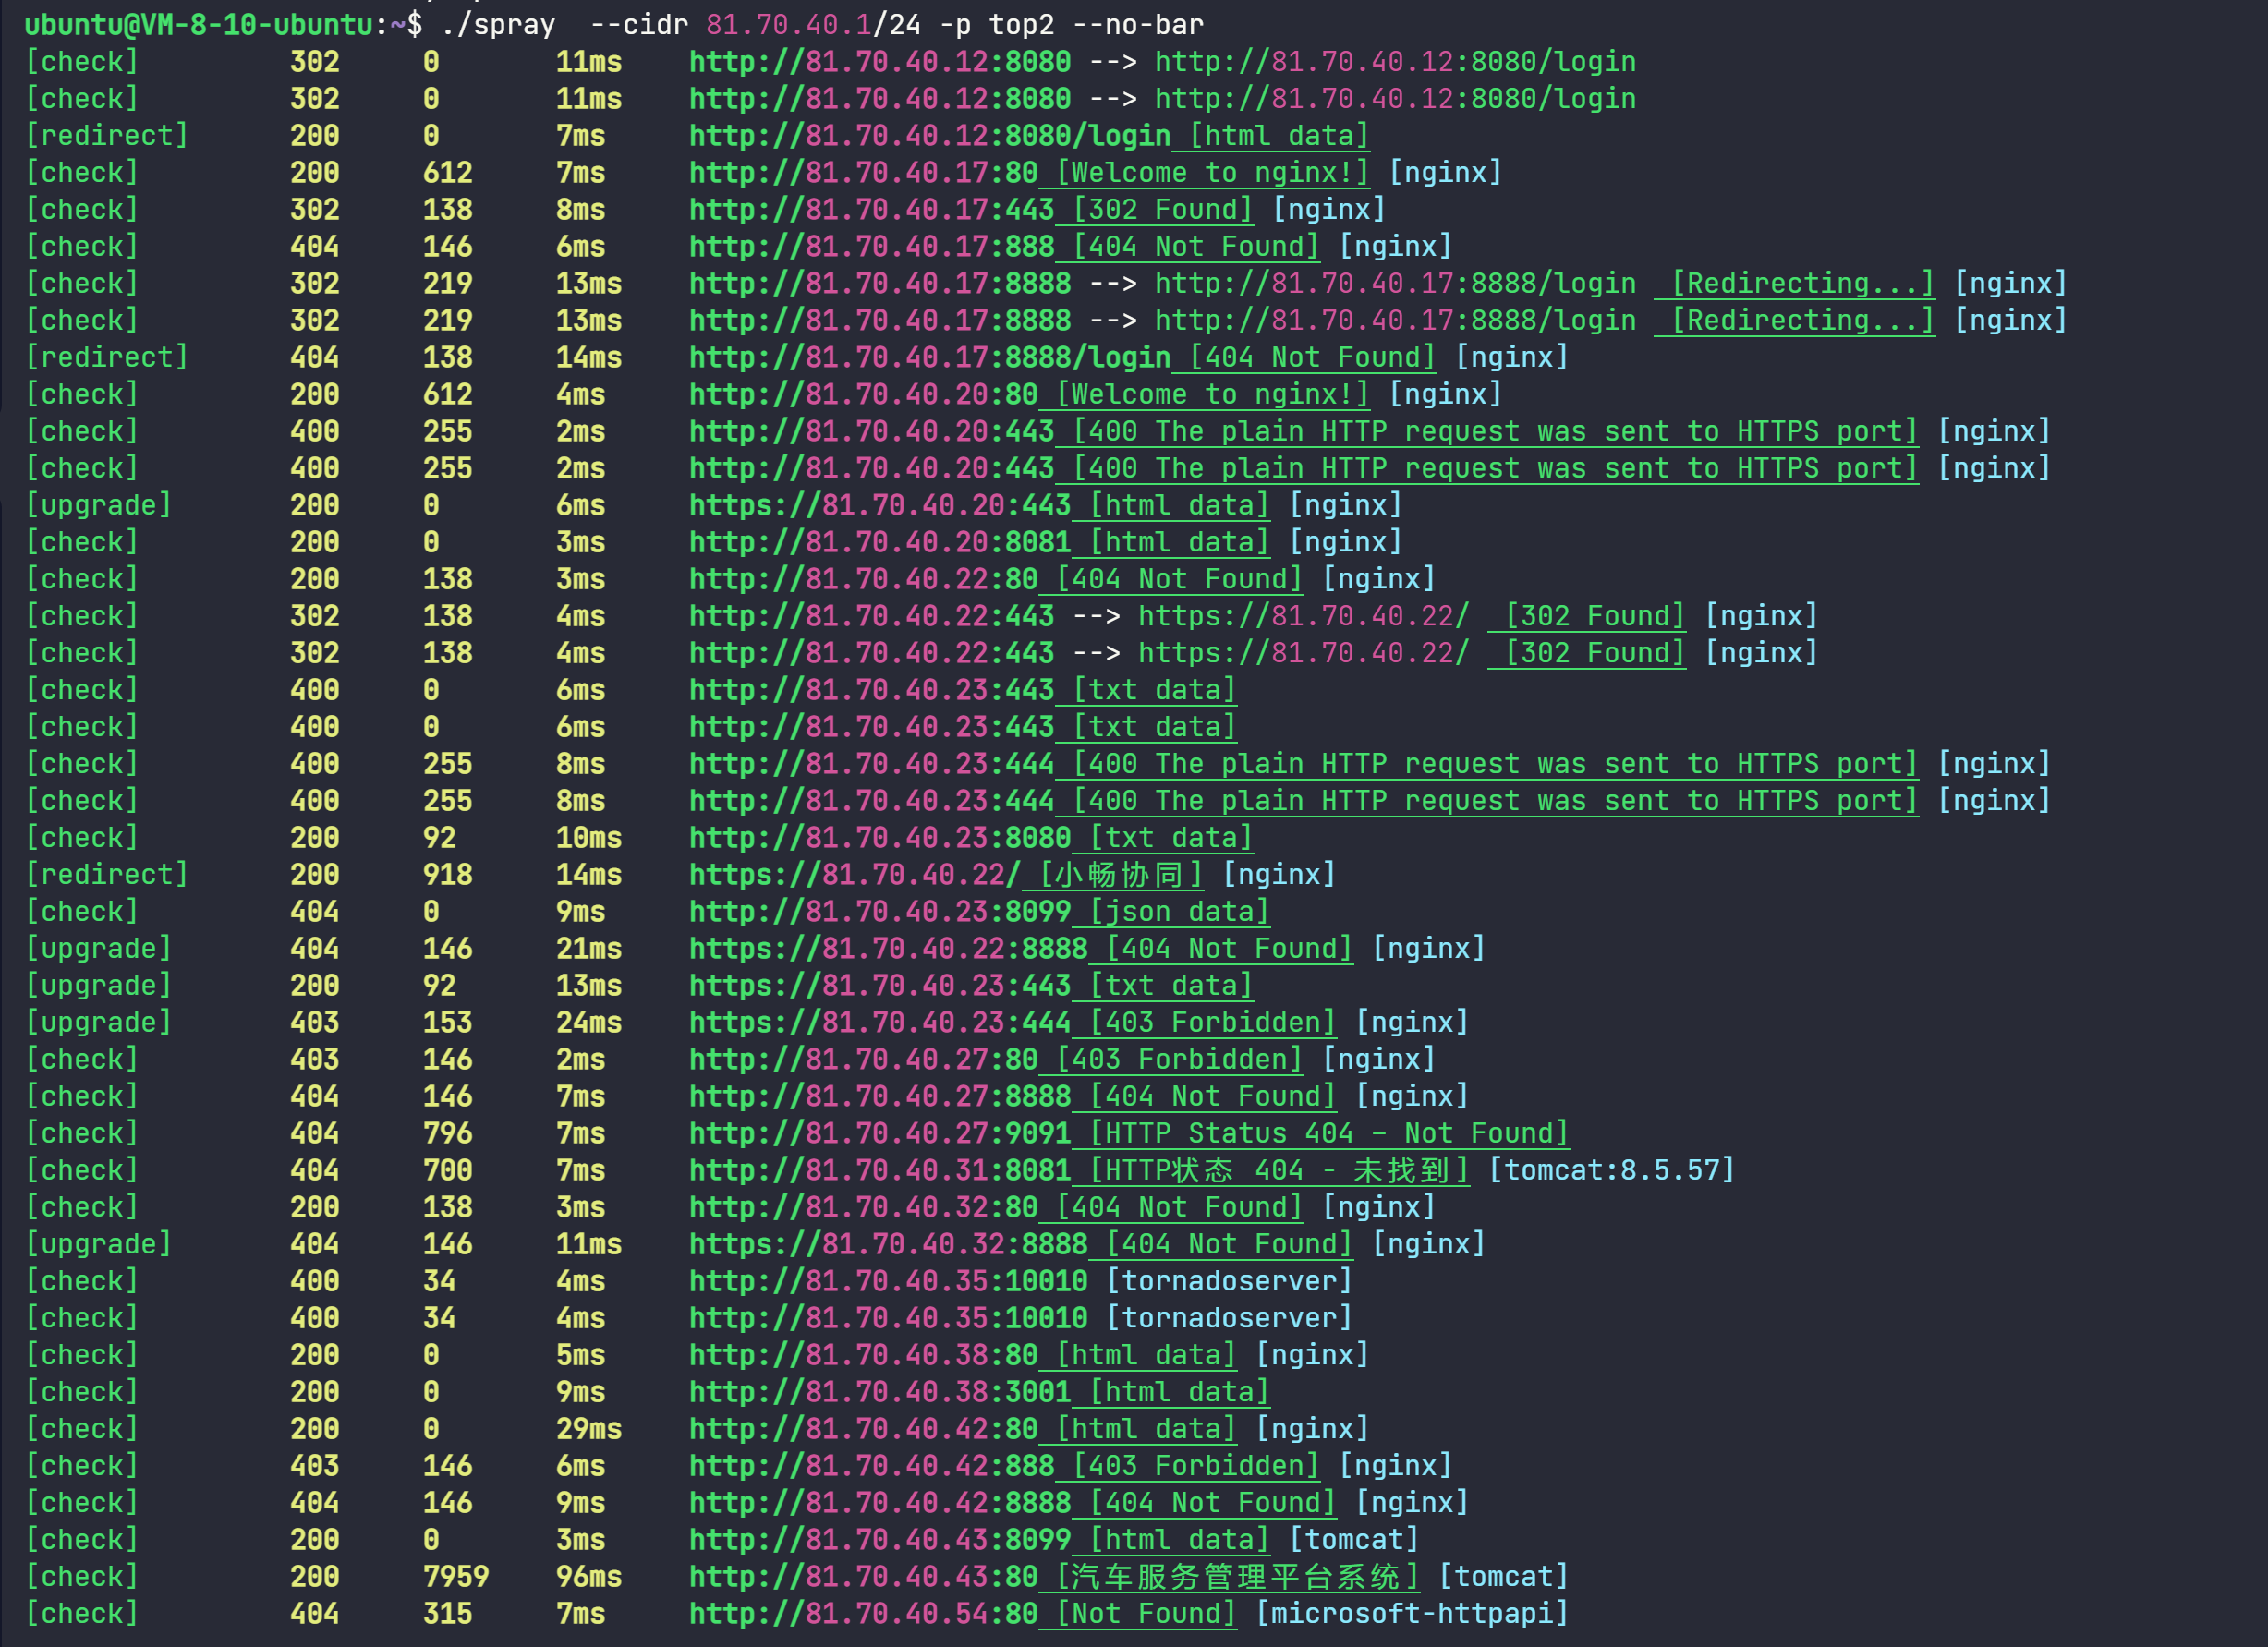 ubuntu@VM-8-10-ubuntu:~$ ./spray  --cidr 81.70.40.1/24 -p top2 --no-bar
[check] 302 0 11ms http://81.70.40.12:8080 --> http://81.70.40.12:8080/login
[check] 302 0 11ms http://81.70.40.12:8080 --> http://81.70.40.12:8080/login
[redirect] 200 0 7ms http://81.70.40.12:8080/login [html data]
[check] 200 612 7ms http://81.70.40.17:80 [Welcome to nginx!] [nginx]
[check] 302 138 8ms http://81.70.40.17:443 [302 Found] [nginx]
[check] 404 146 6ms http://81.70.40.17:888 [404 Not Found] [nginx]
[check] 302 219 13ms http://81.70.40.17:8888 --> http://81.70.40.17:8888/login [Redirecting...] [nginx]
[check] 302 219 13ms http://81.70.40.17:8888 --> http://81.70.40.17:8888/login [Redirecting...] [nginx]
[redirect] 404 138 14ms http://81.70.40.17:8888/login [404 Not Found] [nginx]
[check] 200 612 4ms http://81.70.40.20:80 [Welcome to nginx!] [nginx]
[check] 400 255 2ms http://81.70.40.20:443 [400 The plain HTTP request was sent to HTTPS port] [nginx]
[check] 400 255 2ms http://81.70.40.20:443 [400 The plain HTTP request was sent to HTTPS port] [nginx]
[upgrade] 200 0 6ms https://81.70.40.20:443 [html data] [nginx]
[check] 200 0 3ms http://81.70.40.20:8081 [html data] [nginx]
[check] 200 138 3ms http://81.70.40.22:80 [404 Not Found] [nginx]
[check] 302 138 4ms http://81.70.40.22:443 --> https://81.70.40.22/ [302 Found] [nginx]
[check] 302 138 4ms http://81.70.40.22:443 --> https://81.70.40.22/ [302 Found] [nginx]
[check] 400 0 6ms http://81.70.40.23:443 [txt data]
[check] 400 0 6ms http://81.70.40.23:443 [txt data]
[check] 400 255 8ms http://81.70.40.23:444 [400 The plain HTTP request was sent to HTTPS port] [nginx]
[check] 400 255 8ms http://81.70.40.23:444 [400 The plain HTTP request was sent to HTTPS port] [nginx]
[check] 200 92 10ms http://81.70.40.23:8080 [txt data]
[redirect] 200 918 14ms https://81.70.40.22/ [小畅协同] [nginx]
[check] 404 0 9ms http://81.70.40.23:8099 [json data]
[upgrade] 404 146 21ms https://81.70.40.22:8888 [404 Not Found] [nginx]
[upgrade] 200 92 13ms https://81.70.40.23:443 [txt data]
[upgrade] 403 153 24ms https://81.70.40.23:444 [403 Forbidden] [nginx]
[check] 403 146 2ms http://81.70.40.27:80 [403 Forbidden] [nginx]
[check] 404 146 7ms http://81.70.40.27:8888 [404 Not Found] [nginx]
[check] 404 796 7ms http://81.70.40.27:9091 [HTTP Status 404 – Not Found]
[check] 404 700 7ms http://81.70.40.31:8081 [HTTP状态 404 - 未找到] [tomcat:8.5.57]
[check] 200 138 3ms http://81.70.40.32:80 [404 Not Found] [nginx]
[upgrade] 404 146 11ms https://81.70.40.32:8888 [404 Not Found] [nginx]
[check] 400 34 4ms http://81.70.40.35:10010 [tornadoserver]
[check] 400 34 4ms http://81.70.40.35:10010 [tornadoserver]
[check] 200 0 5ms http://81.70.40.38:80 [html data] [nginx]
[check] 200 0 9ms http://81.70.40.38:3001 [html data]
[check] 200 0 29ms http://81.70.40.42:80 [html data] [nginx]
[check] 403 146 6ms http://81.70.40.42:888 [403 Forbidden] [nginx]
[check] 404 146 9ms http://81.70.40.42:8888 [404 Not Found] [nginx]
[check] 200 0 3ms http://81.70.40.43:8099 [html data] [tomcat]
[check] 200 7959 96ms http://81.70.40.43:80 [汽车服务管理平台系统] [tomcat]
[check] 404 315 7ms http://81.70.40.54:80 [Not Found] [microsoft-httpapi]